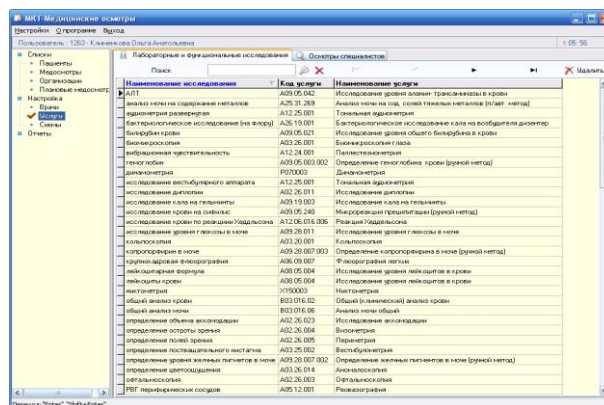 МКТ-Медицинские осмотры
Настройки О программе Выход
Пользователь : 1263 - Клименкова Ольга Анатольевна
Лабораторные и функциональные исследования Осмотры специалистов
Поиск Удалить
Списки
Пациенты
Медосмотры
Организации
Плановые медосмотр
Настройка
Врачи
Услуги
Схемы
Отчеты
Наименование исследования Код услуги Наименование услуги
АЛТ A09.05.042 Исследование уровня аланин-трансаминазы в крови
анализ мочи на содержание металлов A25.31.269 Анализ мочи на сод. солей тяжелых металлов (п/авт. метод)
аудиометрия развернутая A12.25.001 Тональная аудиометрия
бактериологическое исследование (на флору) A26.19.001 Бактериологическое исследование кала на возбудителя дизентер
билирубин крови A09.05.021 Исследование уровня общего билирубина в крови
биомикроскопия A03.26.001 Биомикроскопия глаза
вибрационная чувствительность A12.24.001 Паллестезиометрия
гемоглобин A09.05.003.002 Определение гемоглобина крови (ручной метод)
динамометрия P070003 Динамометрия
исследование вестибулярного аппарата A12.25.001 Тональная аудиометрия
исследование диплопии A02.26.011 Исследование диплопии
исследование кала на гельминты A09.19.003 Исследование кала на гельминты
исследование крови на сифилис A09.05.240 Микрореакция преципитации (ручной метод)
исследование крови по реакциии Хеддльсона A12.06.016.006 Реакция Хеддельсона
исследование уровня глюкозы в моче A09.28.011 Исследование уровня глюкозы в моче
кольпоскопия A03.20.001 Кольпоскопия
копропорфирин в моче A09.28.007.003 Определение копропорфирина в моче (ручной метод)
крупнокадровая флюорография A06.09.007 Флюорография легких
лейкоцитарная формула A08.05.004 Исследование уровня лейкоцитов в крови
лейкоциты крови A08.05.004 Исследование уровня лейкоцитов в крови
никтометрия X150003 Никтометрия
общий анализ крови B03.016.02 Общий (клинический) анализ крови
общий анализ мочи B03.016.06 Анализ мочи общий
определение объема аккомодации A02.26.023 Исследование аккомодации
определение остроты зрения A02.26.004 Визометрия
определение полей зрения A02.26.005 Периметрия
определение поствращательного нистагма A03.25.002 Вестибулометрия
определение уровня желчных пигметов в моче A09.28.007.002 Определение желчных пигментов в моче (ручной метод)
определение цветоощущения A03.26.014 Аномалоскопия
офтальмоскопия A02.26.003 Офтальмоскопия
РВГ периферических сосудов A05.12.001 Реовазография
Переход-"Enter" "Shift+Enter"